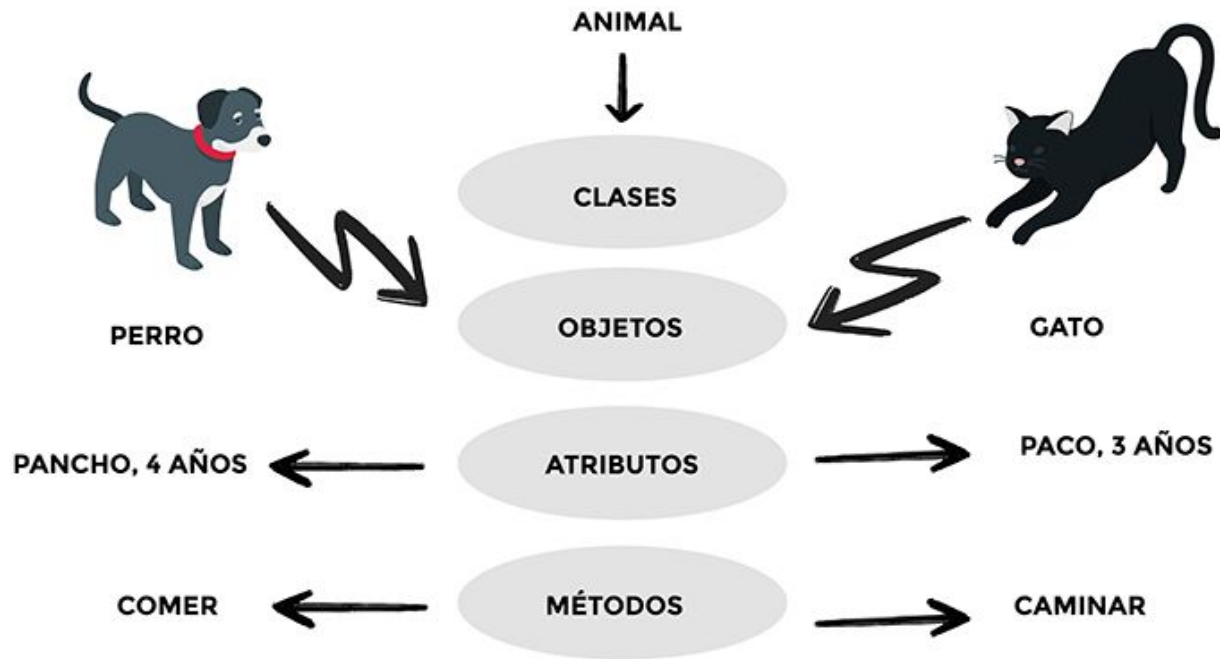 ANIMAL
CLASES
OBJETOS
PERRO
GATO
PANCHO, 4 AÑOS
ATRIBUTOS
PACO, 3 AÑOS
COMER
MÉTODOS
CAMINAR